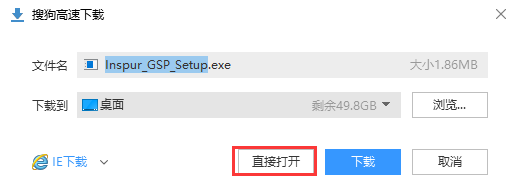 搜狗高速下载
文件名 Inspur_GSP_Setup.exe 大小1.86MB
下载到 桌面 剩余49.8GB 浏览...
IE下载 直接打开 下载 取消